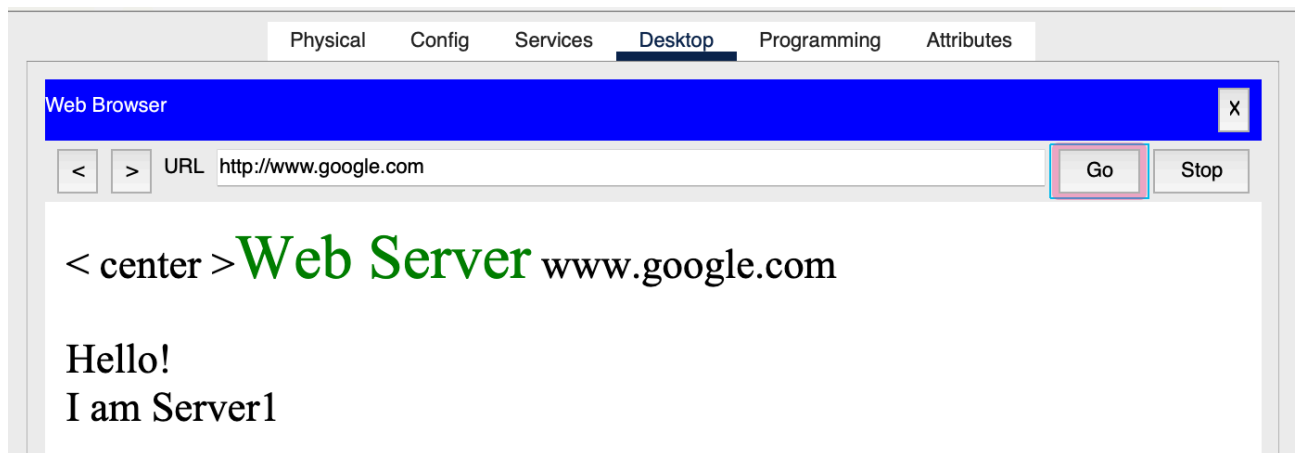 Physical Config Services Desktop Programming Attributes
Web Browser X
< > URL http://www.google.com Go Stop
< center >Web Server www.google.com
Hello!
I am Server1